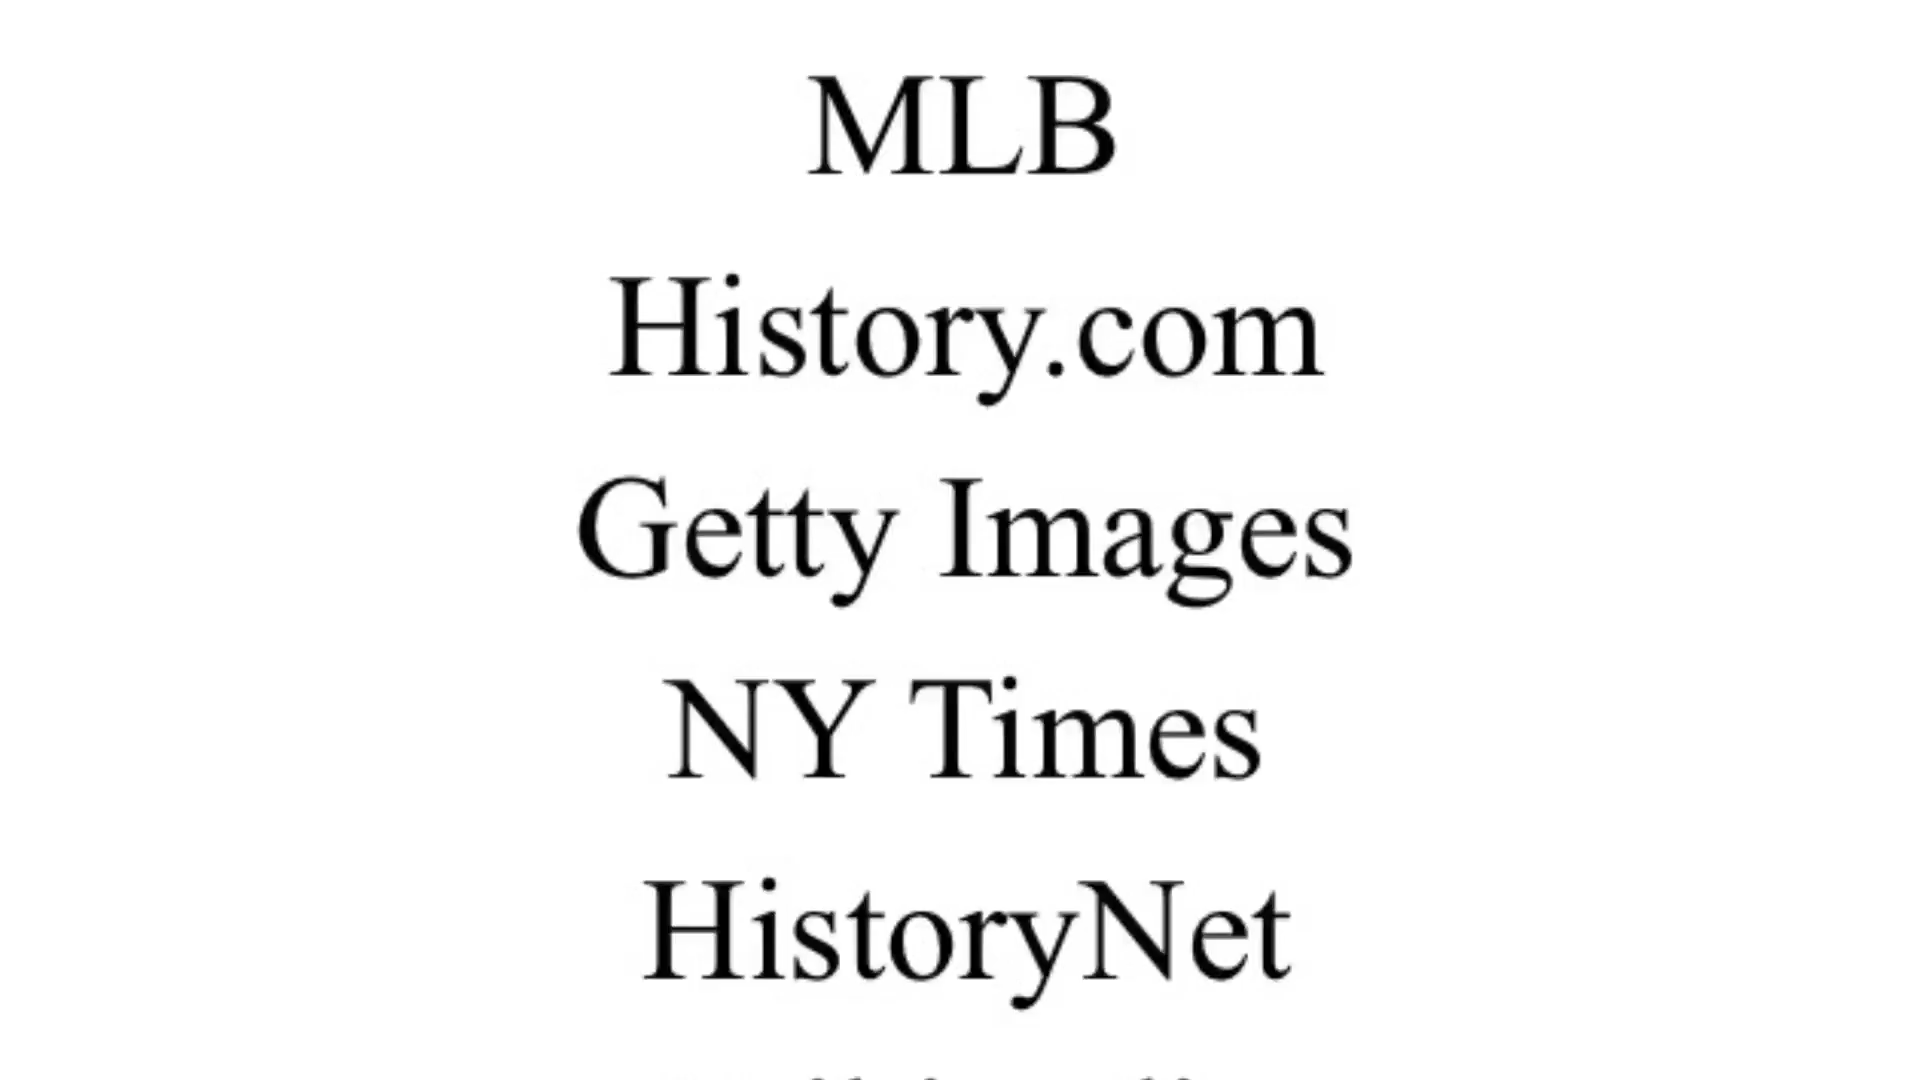 MLB
History.com
Getty Images
NY Times
HistoryNet